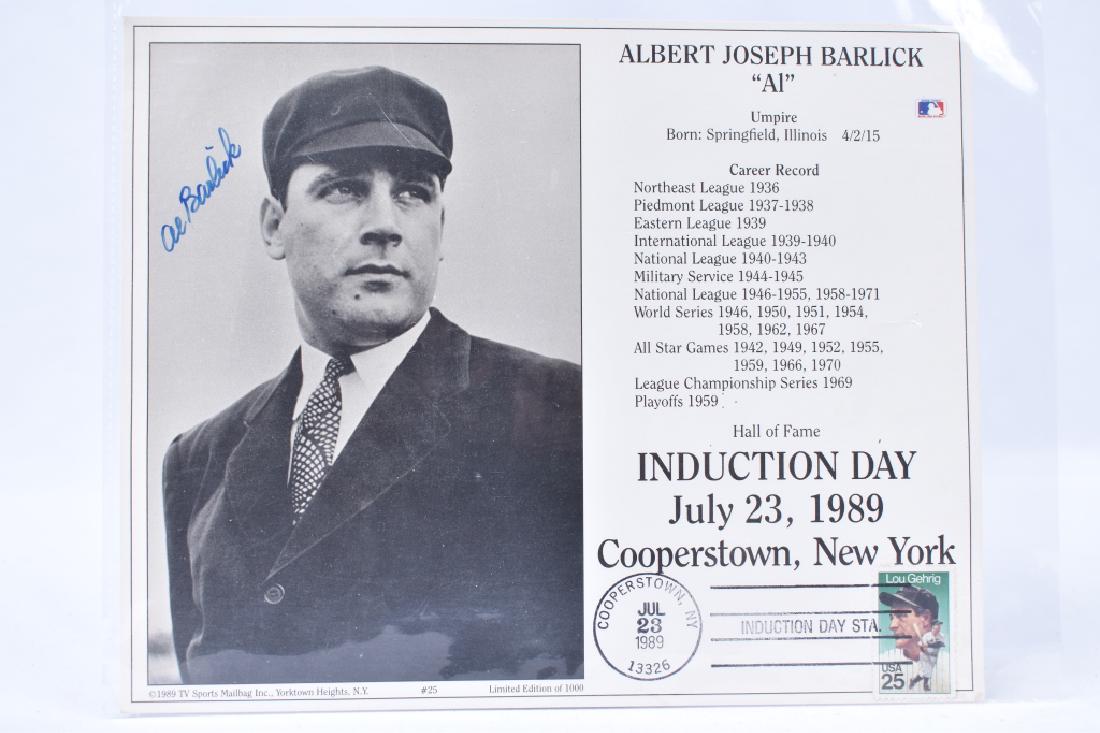 Al Barlick
ALBERT JOSEPH BARLICK
“Al”
Umpire
Born: Springfield, Illinois 4/2/15
Career Record
Northeast League 1936
Piedmont League 1937-1938
Eastern League 1939
International League 1939-1940
National League 1940-1943
Military Service 1944-1945
National League 1946-1955, 1958-1971
World Series 1946, 1950, 1951, 1954,
1958, 1962, 1967
All Star Games 1942, 1949, 1952, 1955,
1959, 1966, 1970
League Championship Series 1969
Playoffs 1959
Hall of Fame
INDUCTION DAY
July 23, 1989
Cooperstown, New York
COOPERSTOWN, NY
JUL
23
1989
13326
INDUCTION DAY STA.
Lou Gehrig
USA
25
©1989 TV Sports Mailbag Inc., Yorktown Heights, N.Y. #25 Limited Edition of 1000